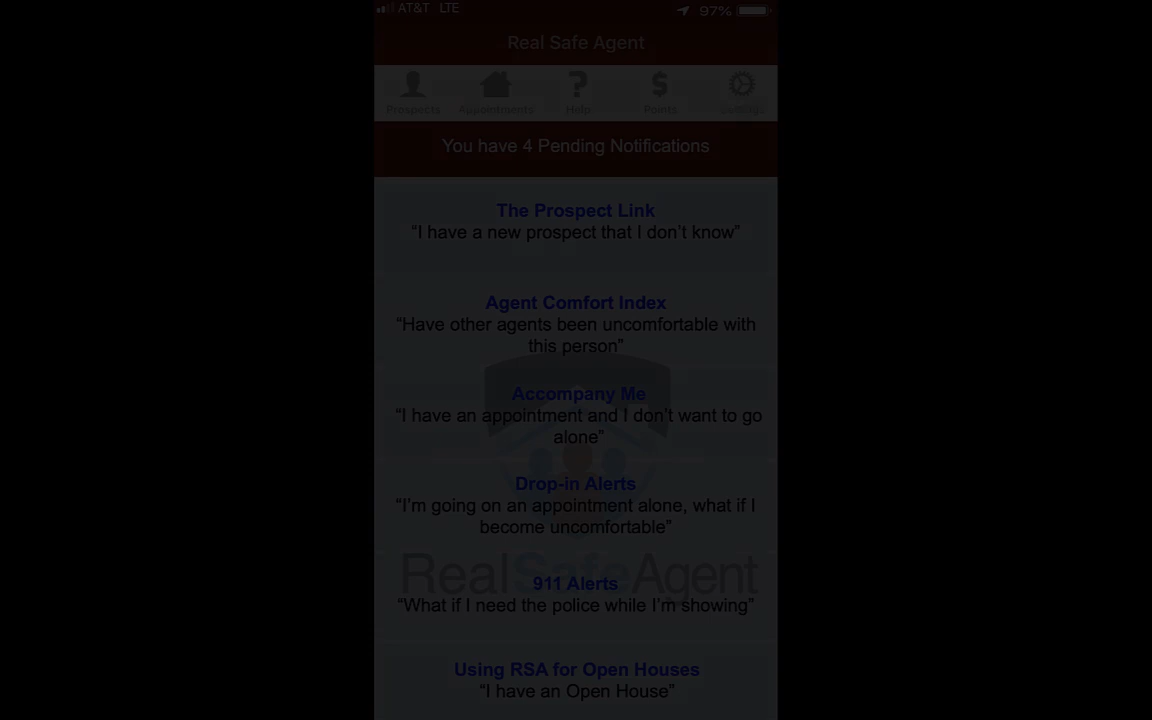 AT&T LTE 97%
Real Safe Agent
Prospects Appointments Help Points Settings
You have 4 Pending Notifications
The Prospect Link
“I have a new prospect that I don’t know”
Agent Comfort Index
“Have other agents been uncomfortable with
this person”
Accompany Me
“I have an appointment and I don’t want to go
alone”
Drop-in Alerts
“I’m going on an appointment alone, what if I
become uncomfortable”
RealSafeAgent
911 Alerts
“What if I need the police while I’m showing”
Using RSA for Open Houses
“I have an Open House”